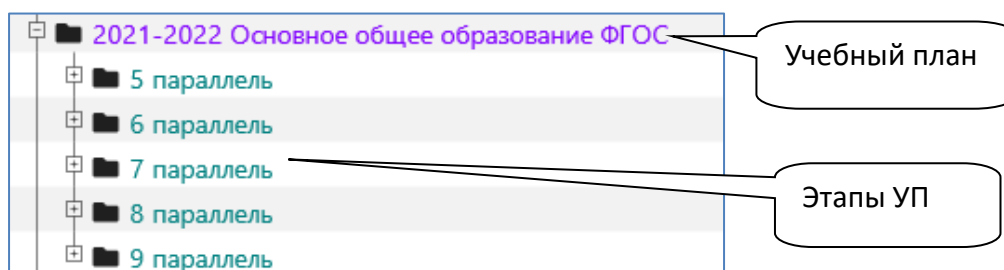 2021-2022 Основное общее образование ФГОС
Учебный план
5 параллель
6 параллель
7 параллель
Этапы УП
8 параллель
9 параллель